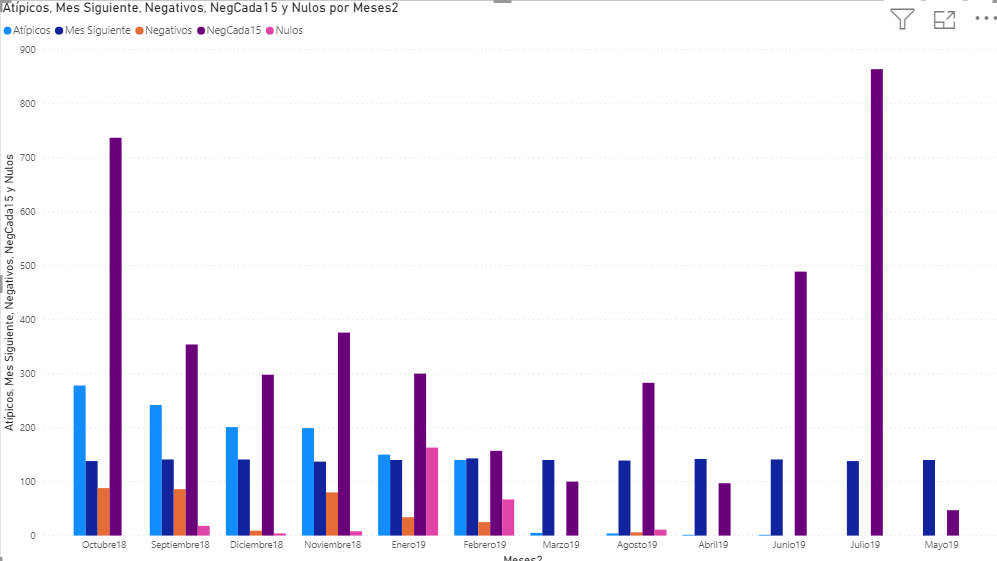 Atípicos, Mes Siguiente, Negativos, NegCada15 y Nulos por Meses2
Atípicos Mes Siguiente Negativos NegCada15 Nulos
Atípicos, Mes Siguiente, Negativos, NegCada15 y Nulos
900
800
700
600
500
400
300
200
100
0
Octubre18 Septiembre18 Diciembre18 Noviembre18 Enero19 Febrero19 Marzo19 Agosto19 Abril19 Junio19 Julio19 Mayo19
Meses2